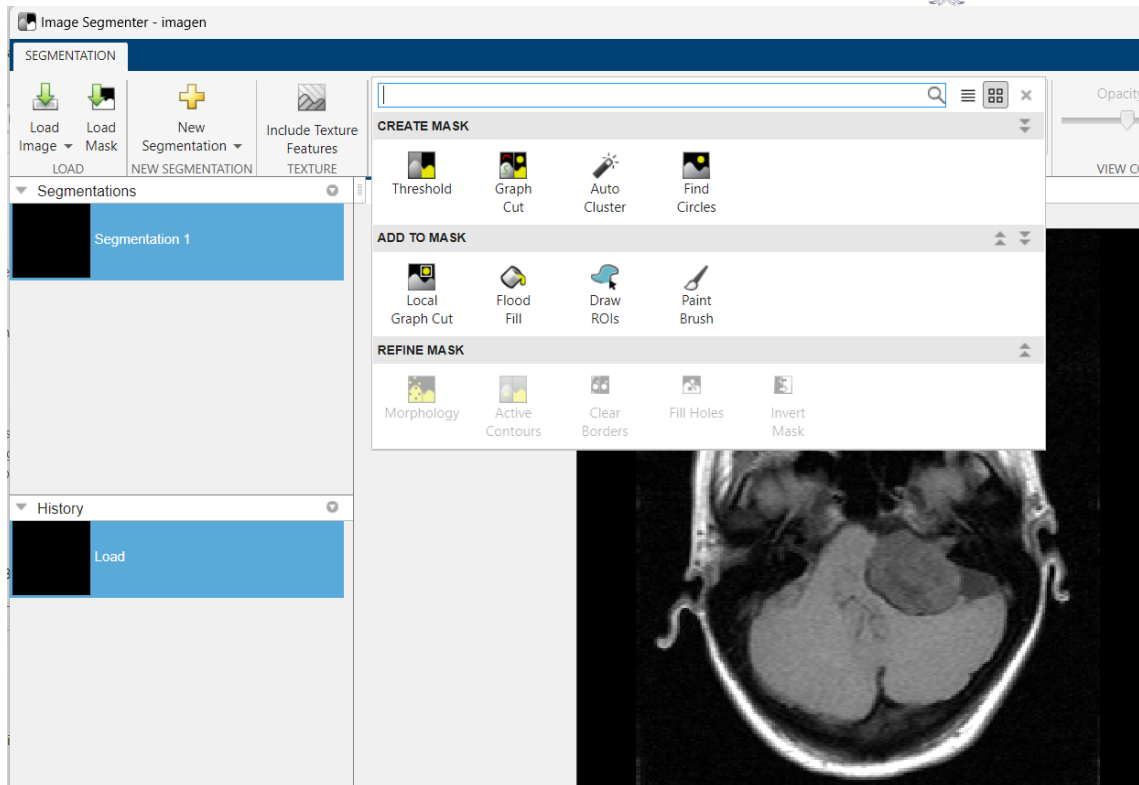 Image Segmenter - imagen
SEGMENTATION
Load
Image
Load
Mask
New
Segmentation
Include Texture
Features
LOAD
NEW SEGMENTATION
TEXTURE
Opacity
VIEW CO
CREATE MASK
Threshold
Graph
Cut
Auto
Cluster
Find
Circles
ADD TO MASK
Local
Graph Cut
Flood
Fill
Draw
ROIs
Paint
Brush
REFINE MASK
Morphology
Active
Contours
Clear
Borders
Fill Holes
Invert
Mask
Segmentations
Segmentation 1
History
Load